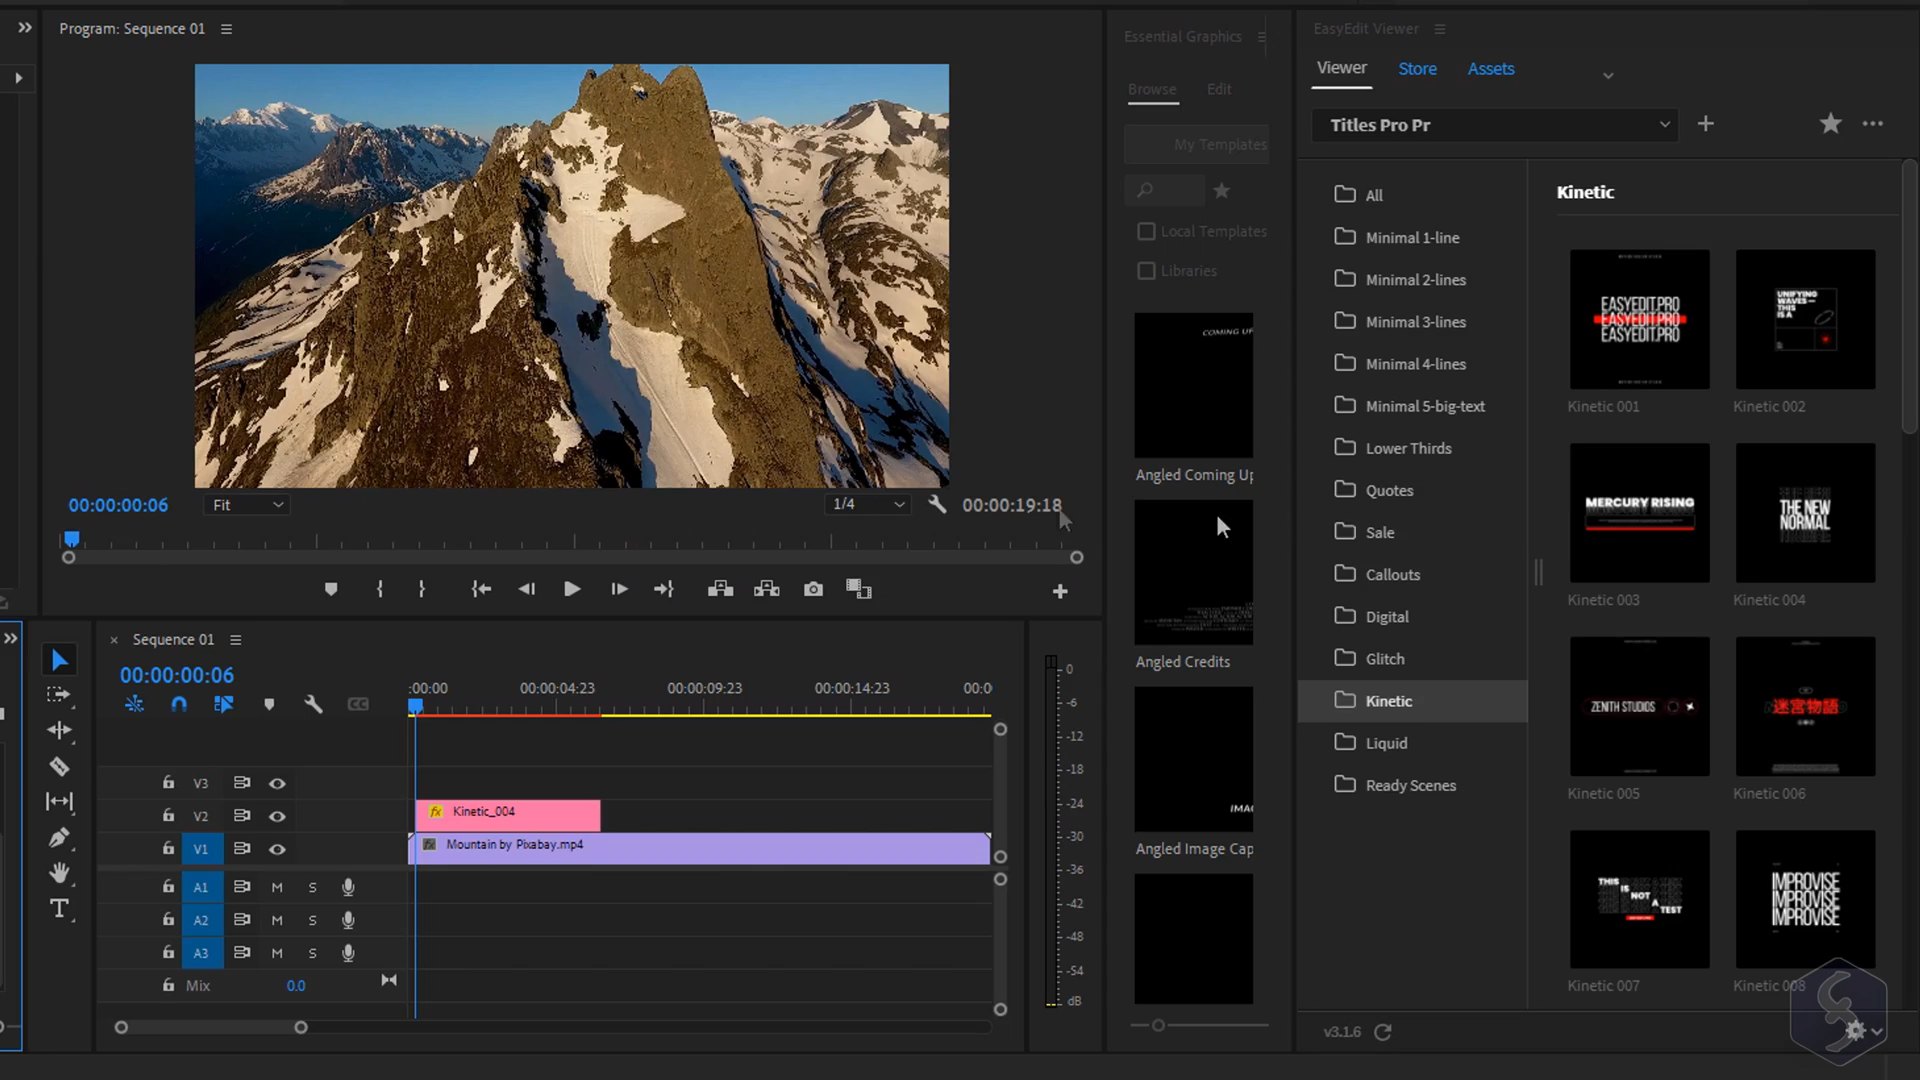 Program: Sequence 01
Essential Graphics
EasyEdit Viewer
Viewer
Store
Assets
Browse
Edit
Titles Pro Pr
My Templates
Local Templates
Libraries
All
Minimal 1-line
Minimal 2-lines
Minimal 3-lines
Minimal 4-lines
Minimal 5-big-text
Lower Thirds
Quotes
Sale
Callouts
Digital
Glitch
Kinetic
Liquid
Ready Scenes
Kinetic
EASYEDIT.PRO
EASYEDIT.PRO
EASYEDIT.PRO
Kinetic 001
UNIFYING
WAVES—
THIS
IS A
Kinetic 002
MERCURY RISING
Kinetic 003
THE NEW
NORMAL
Kinetic 004
ZENITH STUDIOS
Kinetic 005
迷宮物語
Kinetic 006
THIS
IS
NOT
A
TEST
Kinetic 007
IMPROVISE
IMPROVISE
IMPROVISE
Kinetic 008
COMING UP
Angled Coming Up
Angled Credits
IMAG
Angled Image Cap
00:00:00:06
Fit
1/4
00:00:19:18
Sequence 01
00:00:00:06
:00:00
00:00:04:23
00:00:09:23
00:00:14:23
00:0
V3
V2
Kinetic_004
V1
Mountain by Pixabay.mp4
A1
M
S
A2
M
S
A3
M
S
Mix
0.0
0
-6
-12
-18
-24
-30
-36
-42
-48
-54
dB
v3.1.6